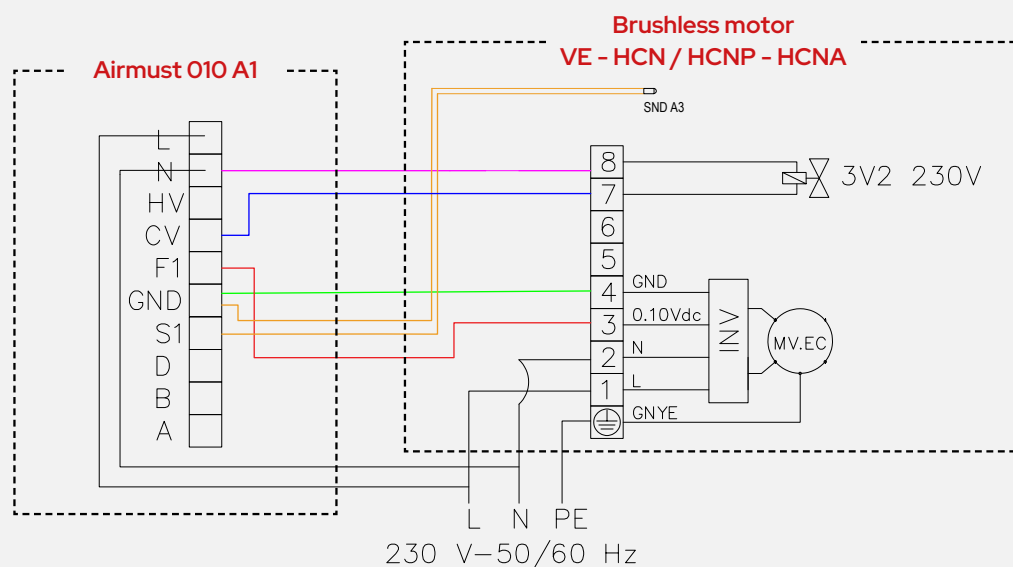 Brushless motor
VE - HCN / HCNP - HCNA
Airmust 010 A1
SND A3
L
N
HV
CV
F1
GND
S1
D
B
A
8
7
6
5
4
3
2
1
3V2 230V
GND
0.10Vdc
N
L
GNYE
INV
MV.EC
L N PE
230 V-50/60 Hz